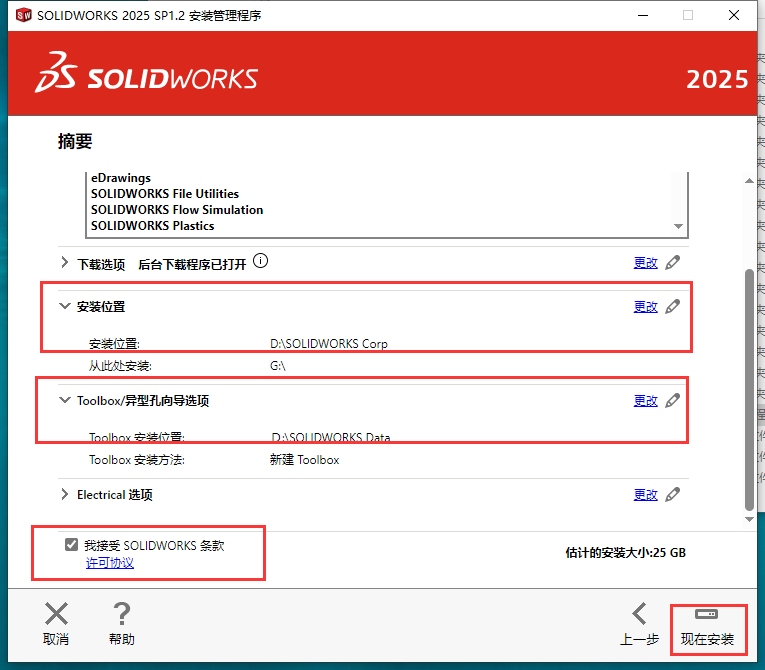 SOLIDWORKS 2025 SP1.2 安装管理程序
SOLIDWORKS 2025
摘要
eDrawings
SOLIDWORKS File Utilities
SOLIDWORKS Flow Simulation
SOLIDWORKS Plastics
下载选项 后台下载程序已打开 更改
安装位置 更改
安装位置: D:\SOLIDWORKS Corp
从此处安装: G:\
Toolbox/异型孔向导选项 更改
Toolbox 安装位置: D:\SOLIDWORKS Data
Toolbox 安装方法: 新建 Toolbox
Electrical 选项 更改
我接受 SOLIDWORKS 条款
许可协议
估计的安装大小:25 GB
取消 帮助 上一步 现在安装